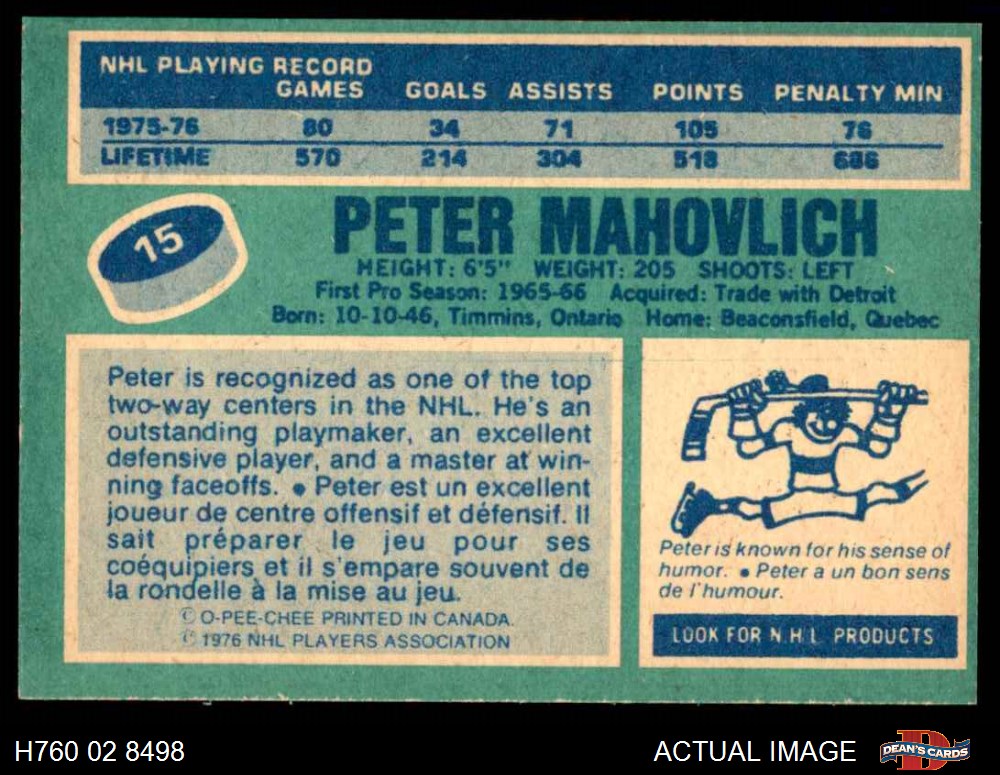 NHL PLAYING RECORD
GAMES GOALS ASSISTS POINTS PENALTY MIN
1975-76 80 34 71 105 76
LIFETIME 570 214 304 518 686
15
PETER MAHOVLICH
HEIGHT: 6'5" WEIGHT: 205 SHOOTS: LEFT
First Pro Season: 1965-66 Acquired: Trade with Detroit
Born: 10-10-46, Timmins, Ontario Home: Beaconsfield, Quebec
Peter is recognized as one of the top
two-way centers in the NHL. He's an
outstanding playmaker, an excellent
defensive player, and a master at win-
ning faceoffs. • Peter est un excellent
joueur de centre offensif et défensif. Il
sait préparer le jeu pour ses
coéquipiers et il s'empare souvent de
la rondelle à la mise au jeu.
© O-PEE-CHEE PRINTED IN CANADA.
© 1976 NHL PLAYERS ASSOCIATION
Peter is known for his sense of
humor. • Peter a un bon sens
de l'humour.
LOOK FOR N.H.L. PRODUCTS
H760 02 8498
ACTUAL IMAGE
DEAN'S CARDS